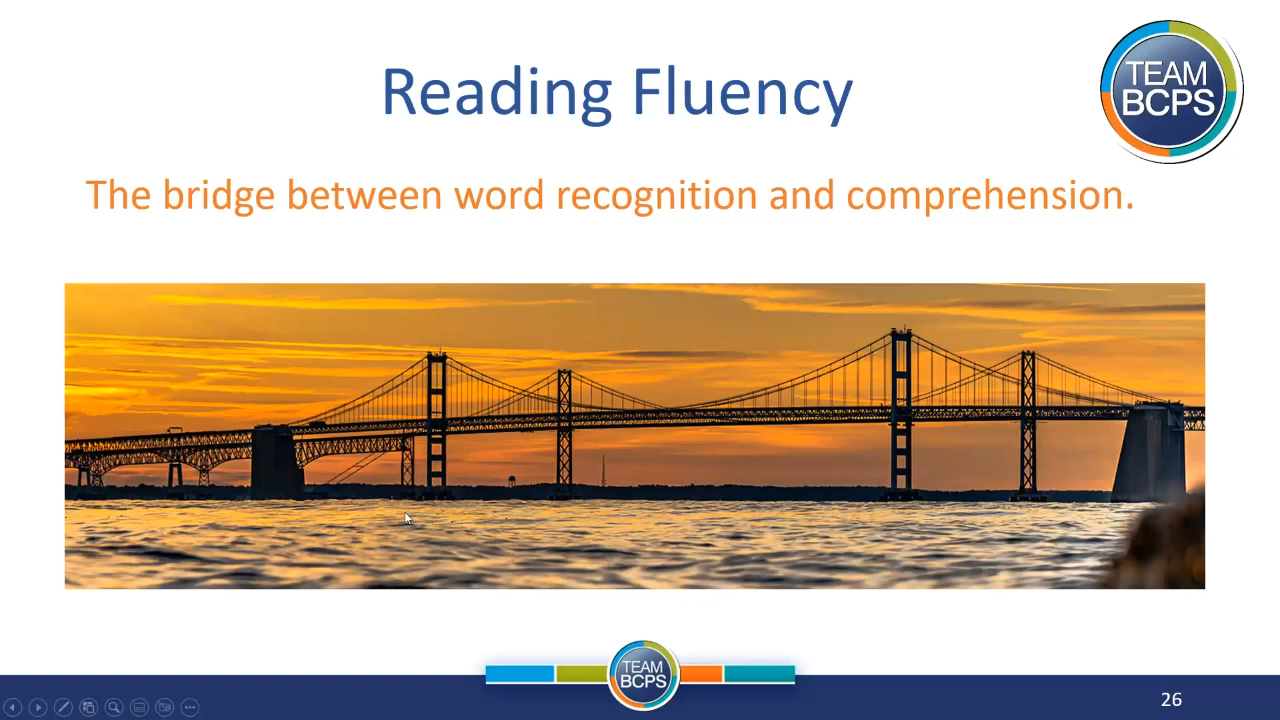 Reading Fluency
TEAM
BCPS
The bridge between word recognition and comprehension.
TEAM
BCPS
26